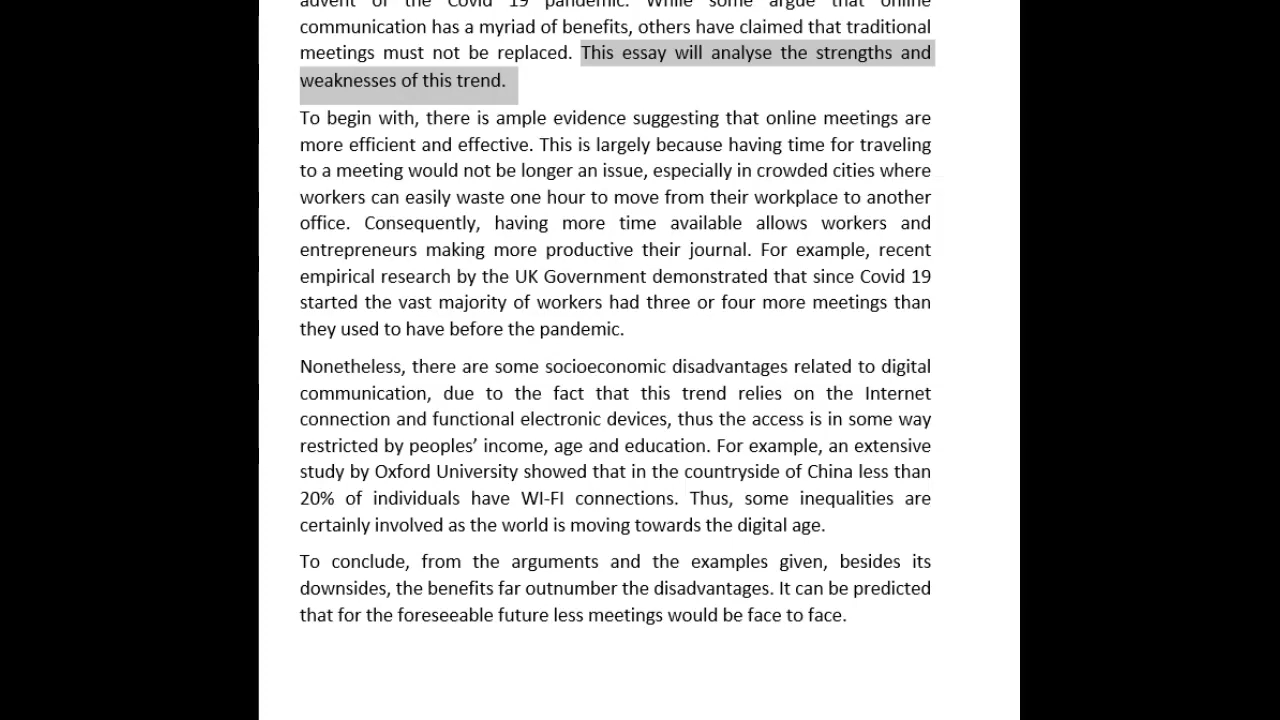 advent of the Covid 19 pandemic. While some argue that online
communication has a myriad of benefits, others have claimed that traditional
meetings must not be replaced. This essay will analyse the strengths and
weaknesses of this trend.
To begin with, there is ample evidence suggesting that online meetings are
more efficient and effective. This is largely because having time for traveling
to a meeting would not be longer an issue, especially in crowded cities where
workers can easily waste one hour to move from their workplace to another
office. Consequently, having more time available allows workers and
entrepreneurs making more productive their journal. For example, recent
empirical research by the UK Government demonstrated that since Covid 19
started the vast majority of workers had three or four more meetings than
they used to have before the pandemic.
Nonetheless, there are some socioeconomic disadvantages related to digital
communication, due to the fact that this trend relies on the Internet
connection and functional electronic devices, thus the access is in some way
restricted by peoples’ income, age and education. For example, an extensive
study by Oxford University showed that in the countryside of China less than
20% of individuals have WI-FI connections. Thus, some inequalities are
certainly involved as the world is moving towards the digital age.
To conclude, from the arguments and the examples given, besides its
downsides, the benefits far outnumber the disadvantages. It can be predicted
that for the foreseeable future less meetings would be face to face.